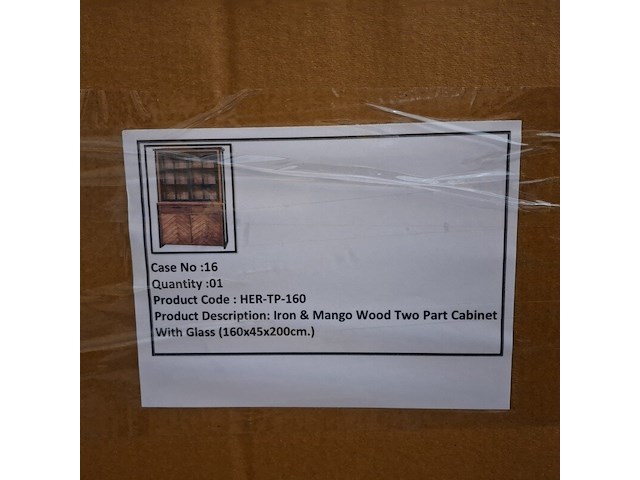 Case No :16
Quantity :01
Product Code : HER-TP-160
Product Description: Iron & Mango Wood Two Part Cabinet
With Glass (160x45x200cm.)